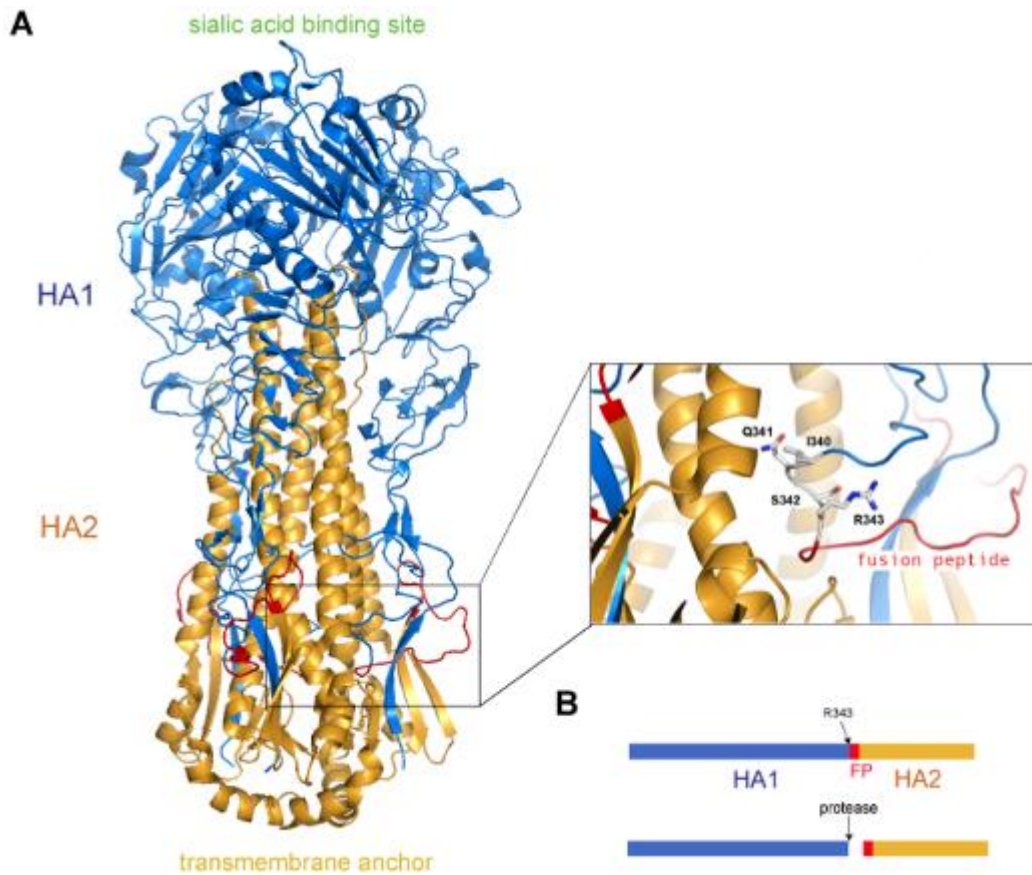 A
sialic acid binding site
HA1
HA2
transmembrane anchor
Q341
I340
S342
R343
fusion peptide
B
R343
HA1
FP
HA2
protease